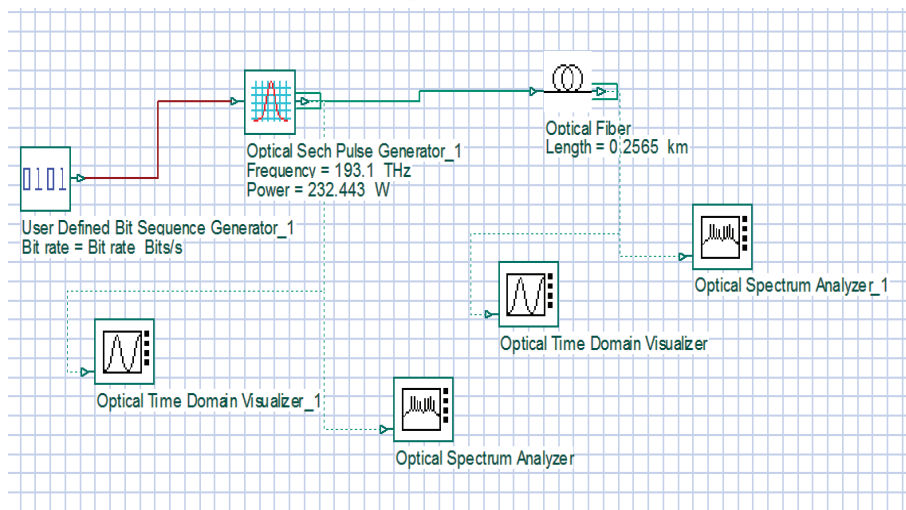 Optical Sech Pulse Generator_1
Frequency = 193.1 THz
Power = 232.443 W
Optical Fiber
Length = 0.2565 km
0101
User Defined Bit Sequence Generator_1
Bit rate = Bit rate Bits/s
Optical Spectrum Analyzer_1
Optical Time Domain Visualizer
Optical Time Domain Visualizer_1
Optical Spectrum Analyzer